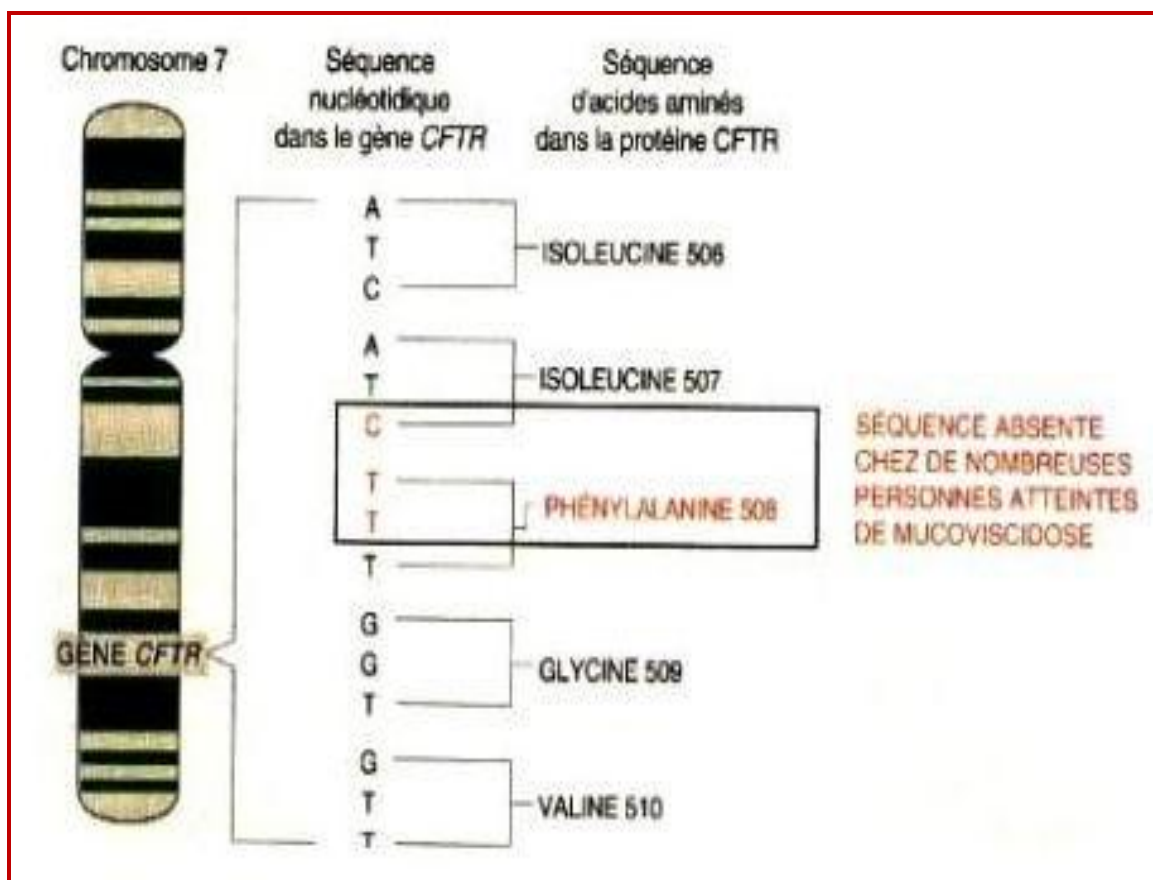 Chromosome 7
Séquence
nucléotidique
dans le gène CFTR
Séquence
d'acides aminés
dans la protéine CFTR
A
T
C
ISOLEUCINE 506
A
T
C
ISOLEUCINE 507
T
T
T
PHÉNYLALANINE 508
SÉQUENCE ABSENTE
CHEZ DE NOMBREUSES
PERSONNES ATTEINTES
DE MUCOVISCIDOSE
G
G
T
GLYCINE 509
GÈNE CFTR
G
T
T
VALINE 510